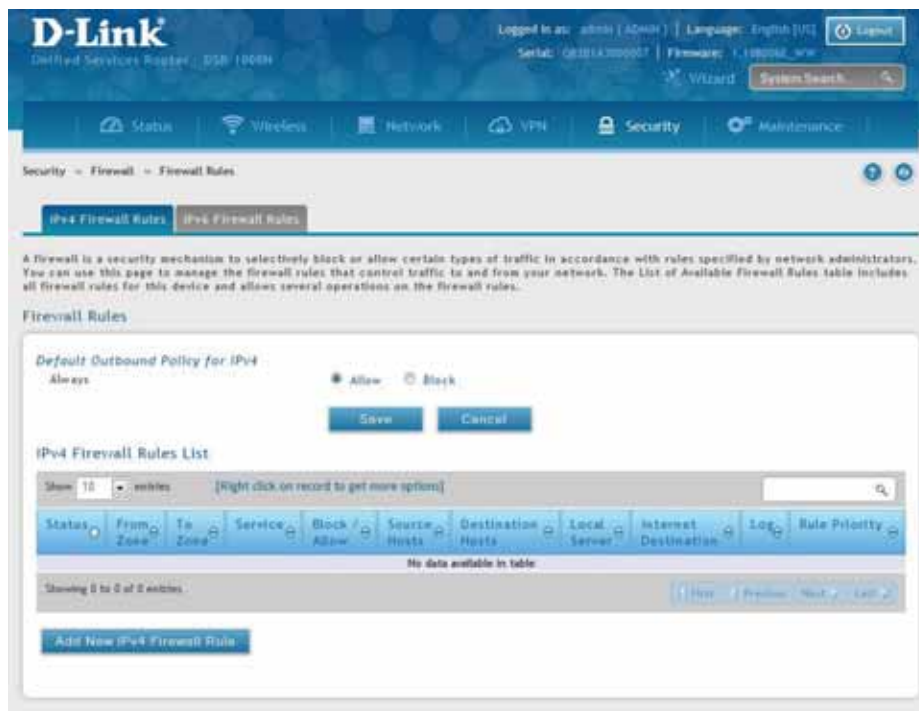 D-Link
Logged in as: admin ( ADMIN ) | Language: English [US]
Logout
Unified Services Router - DSR-1000N
Serial: | Firmware:
Wizard
System Search...
Status
Wireless
Network
VPN
Security
Maintenance
Security » Firewall » Firewall Rules
IPv4 Firewall Rules
IPv6 Firewall Rules
A firewall is a security mechanism to selectively block or allow certain types of traffic in accordance with rules specified by network administrators.
You can use this page to manage the firewall rules that control traffic to and from your network. The List of Available Firewall Rules table includes
all firewall rules for this device and allows several operations on the firewall rules.
Firewall Rules
Default Outbound Policy for IPv4
Always
Allow
Block
Save
Cancel
IPv4 Firewall Rules List
Show 10 entries
[Right click on record to get more options]
Status
From Zone
To Zone
Service
Block / Allow
Source Hosts
Destination Hosts
Local Server
Internet Destination
Log
Rule Priority
No data available in table
Showing 0 to 0 of 0 entries
First
Previous
Next
Last
Add New IPv4 Firewall Rule